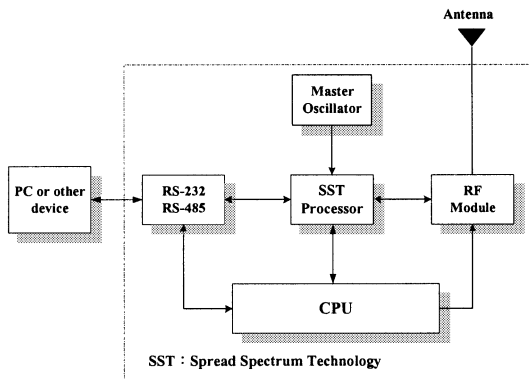 Antenna
Master
Oscillator
PC or other
device
RS-232
RS-485
SST
Processor
RF
Module
CPU
SST：Spread Spectrum Technology